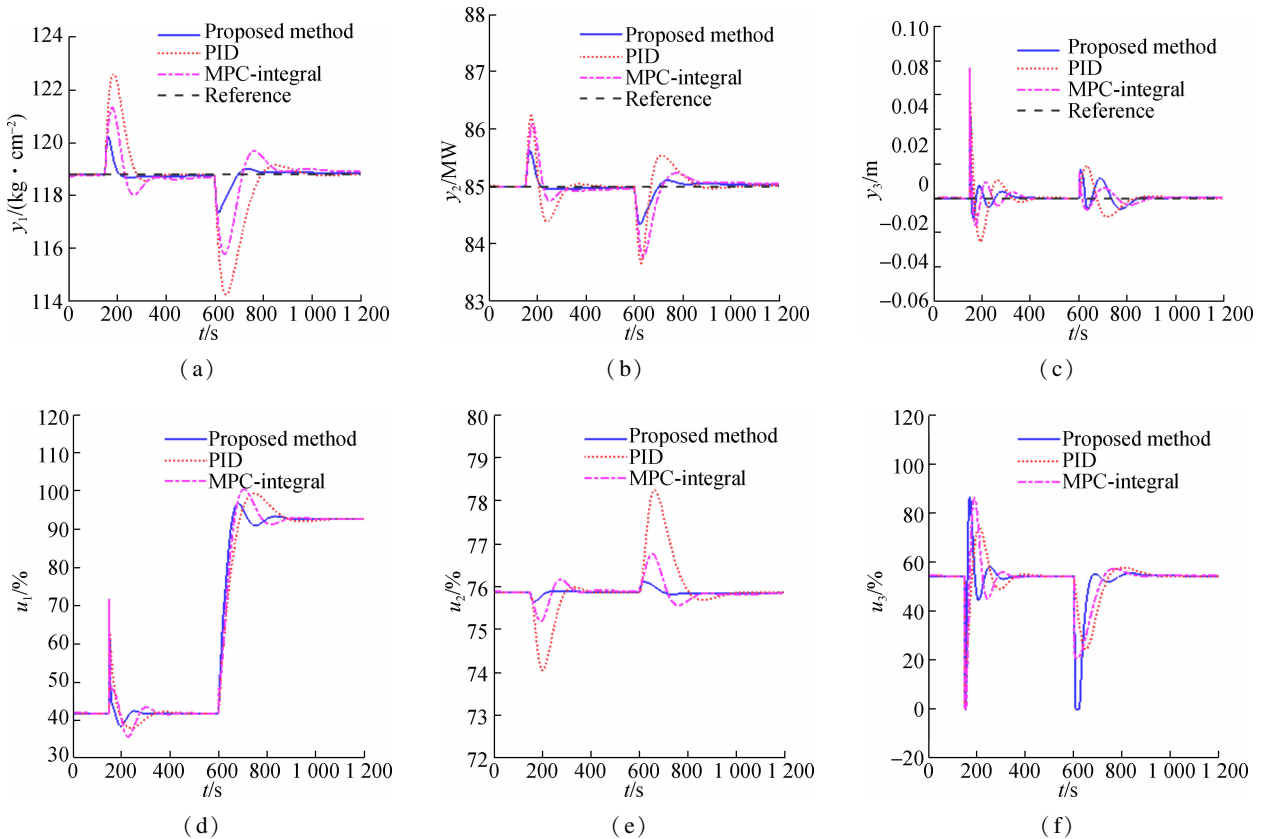 124
122
120
118
116
114
y₁/(kg · cm⁻²)
Proposed method
PID
MPC-integral
Reference
0 200 400 600 800 1 000 1 200
t/s
(a)
88
87
86
85
84
83
y₂/MW
Proposed method
PID
MPC-integral
Reference
0 200 400 600 800 1 000 1 200
t/s
(b)
0.10
0.08
0.04
0.02
0
−0.02
−0.04
−0.06
y₃/m
Proposed method
PID
MPC-integral
Reference
0 200 400 600 800 1 000 1 200
t/s
(c)
120
110
100
90
80
70
60
50
40
30
u₁/%
Proposed method
PID
MPC-integral
0 200 400 600 800 1 000 1 200
t/s
(d)
80
79
78
77
76
75
74
73
72
u₂/%
Proposed method
PID
MPC-integral
0 200 400 600 800 1 000 1 200
t/s
(e)
120
100
80
60
40
20
0
−20
u₃/%
Proposed method
PID
MPC-integral
0 200 400 600 800 1 000 1 200
t/s
(f)